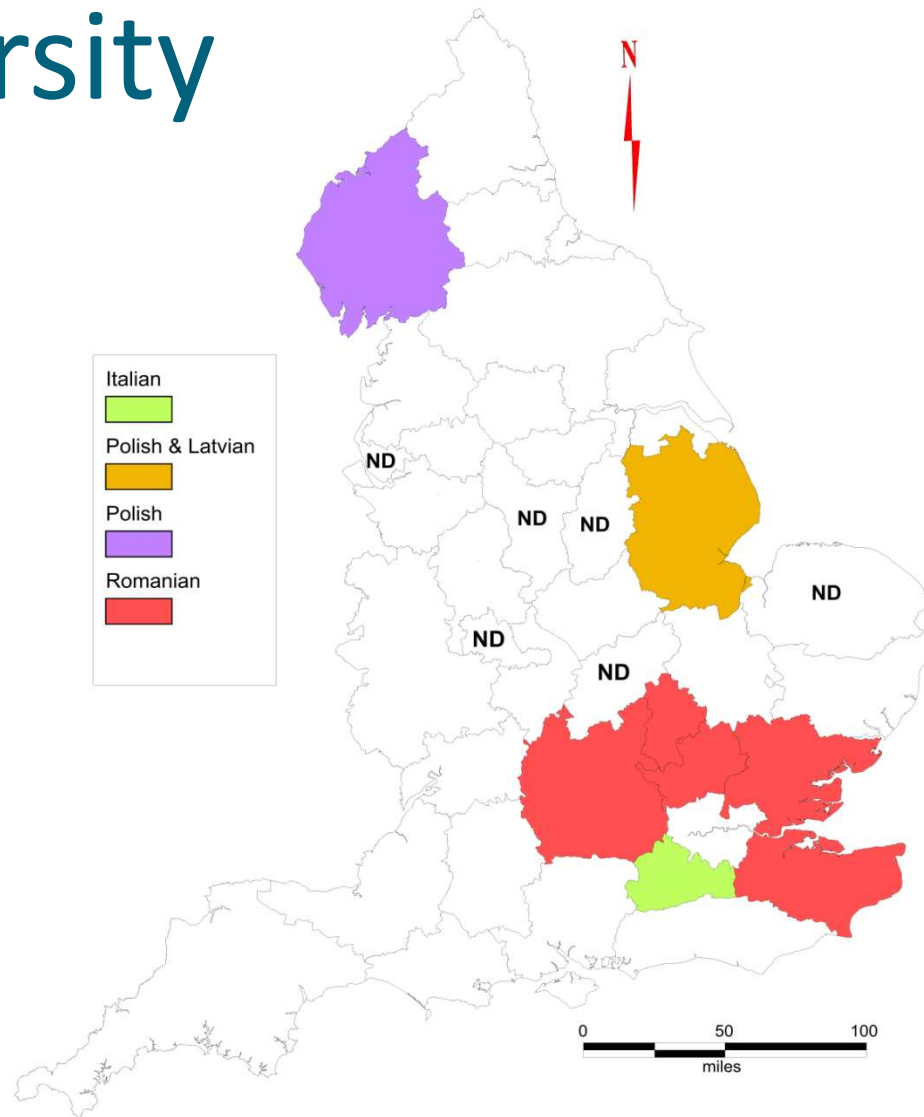 rsity
N
Italian
Polish & Latvian
Polish
Romanian
ND
ND
ND
ND
ND
ND
0 50 100
miles